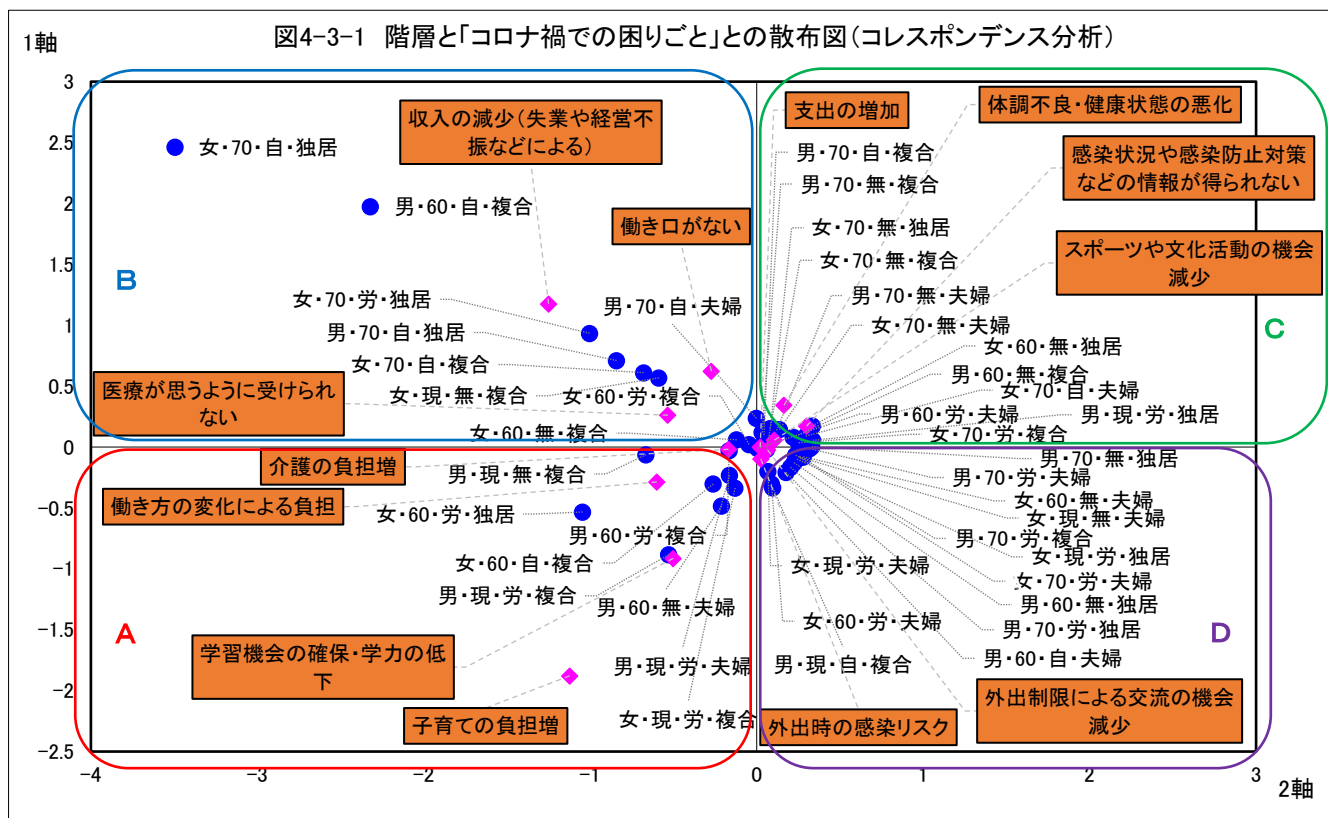 図4-3-1 階層と「コロナ禍での困りごと」との散布図(コレスポンデンス分析)
1軸
3
2.5
2
1.5
1
0.5
0
-0.5
-1
-1.5
-2
-2.5
-4
-3
-2
-1
0
1
2
3
2軸
B
収入の減少(失業や経営不
振などによる)
女・70・自・独居
男・60・自・複合
働き口がない
女・70・労・独居
男・70・自・夫婦
男・70・自・独居
女・70・自・複合
医療が思うように受けられ
ない
女・現・無・複合
女・60・労・複合
女・60・無・複合
C
支出の増加
体調不良・健康状態の悪化
男・70・自・複合
男・70・無・複合
感染状況や感染防止対策
などの情報が得られない
女・70・無・独居
女・70・無・複合
スポーツや文化活動の機会
減少
男・70・無・夫婦
女・70・無・夫婦
女・60・無・独居
男・60・無・複合
女・70・自・夫婦
男・60・労・夫婦
男・現・労・独居
女・70・労・複合
A
介護の負担増
男・現・無・複合
働き方の変化による負担
女・60・労・独居
男・60・労・複合
女・60・自・複合
男・現・労・複合
男・60・無・夫婦
学習機会の確保・学力の低
下
男・現・労・夫婦
子育ての負担増
女・現・労・複合
D
男・現・無・独居
男・70・労・夫婦
女・60・無・夫婦
女・現・無・夫婦
男・70・労・複合
女・現・労・独居
女・現・労・夫婦
女・70・労・夫婦
男・60・無・独居
女・60・労・夫婦
男・70・労・独居
男・現・自・複合
男・60・自・夫婦
外出時の感染リスク
外出制限による交流の機会
減少